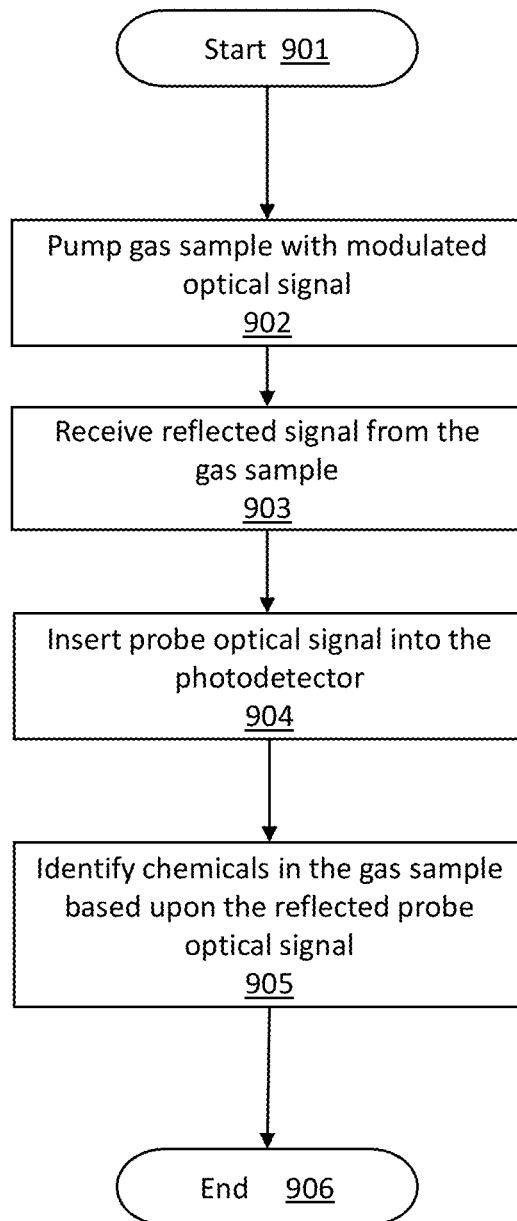 Start 901
Pump gas sample with modulated
optical signal
902
Receive reflected signal from the
gas sample
903
Insert probe optical signal into the
photodetector
904
Identify chemicals in the gas sample
based upon the reflected probe
optical signal
905
End 906